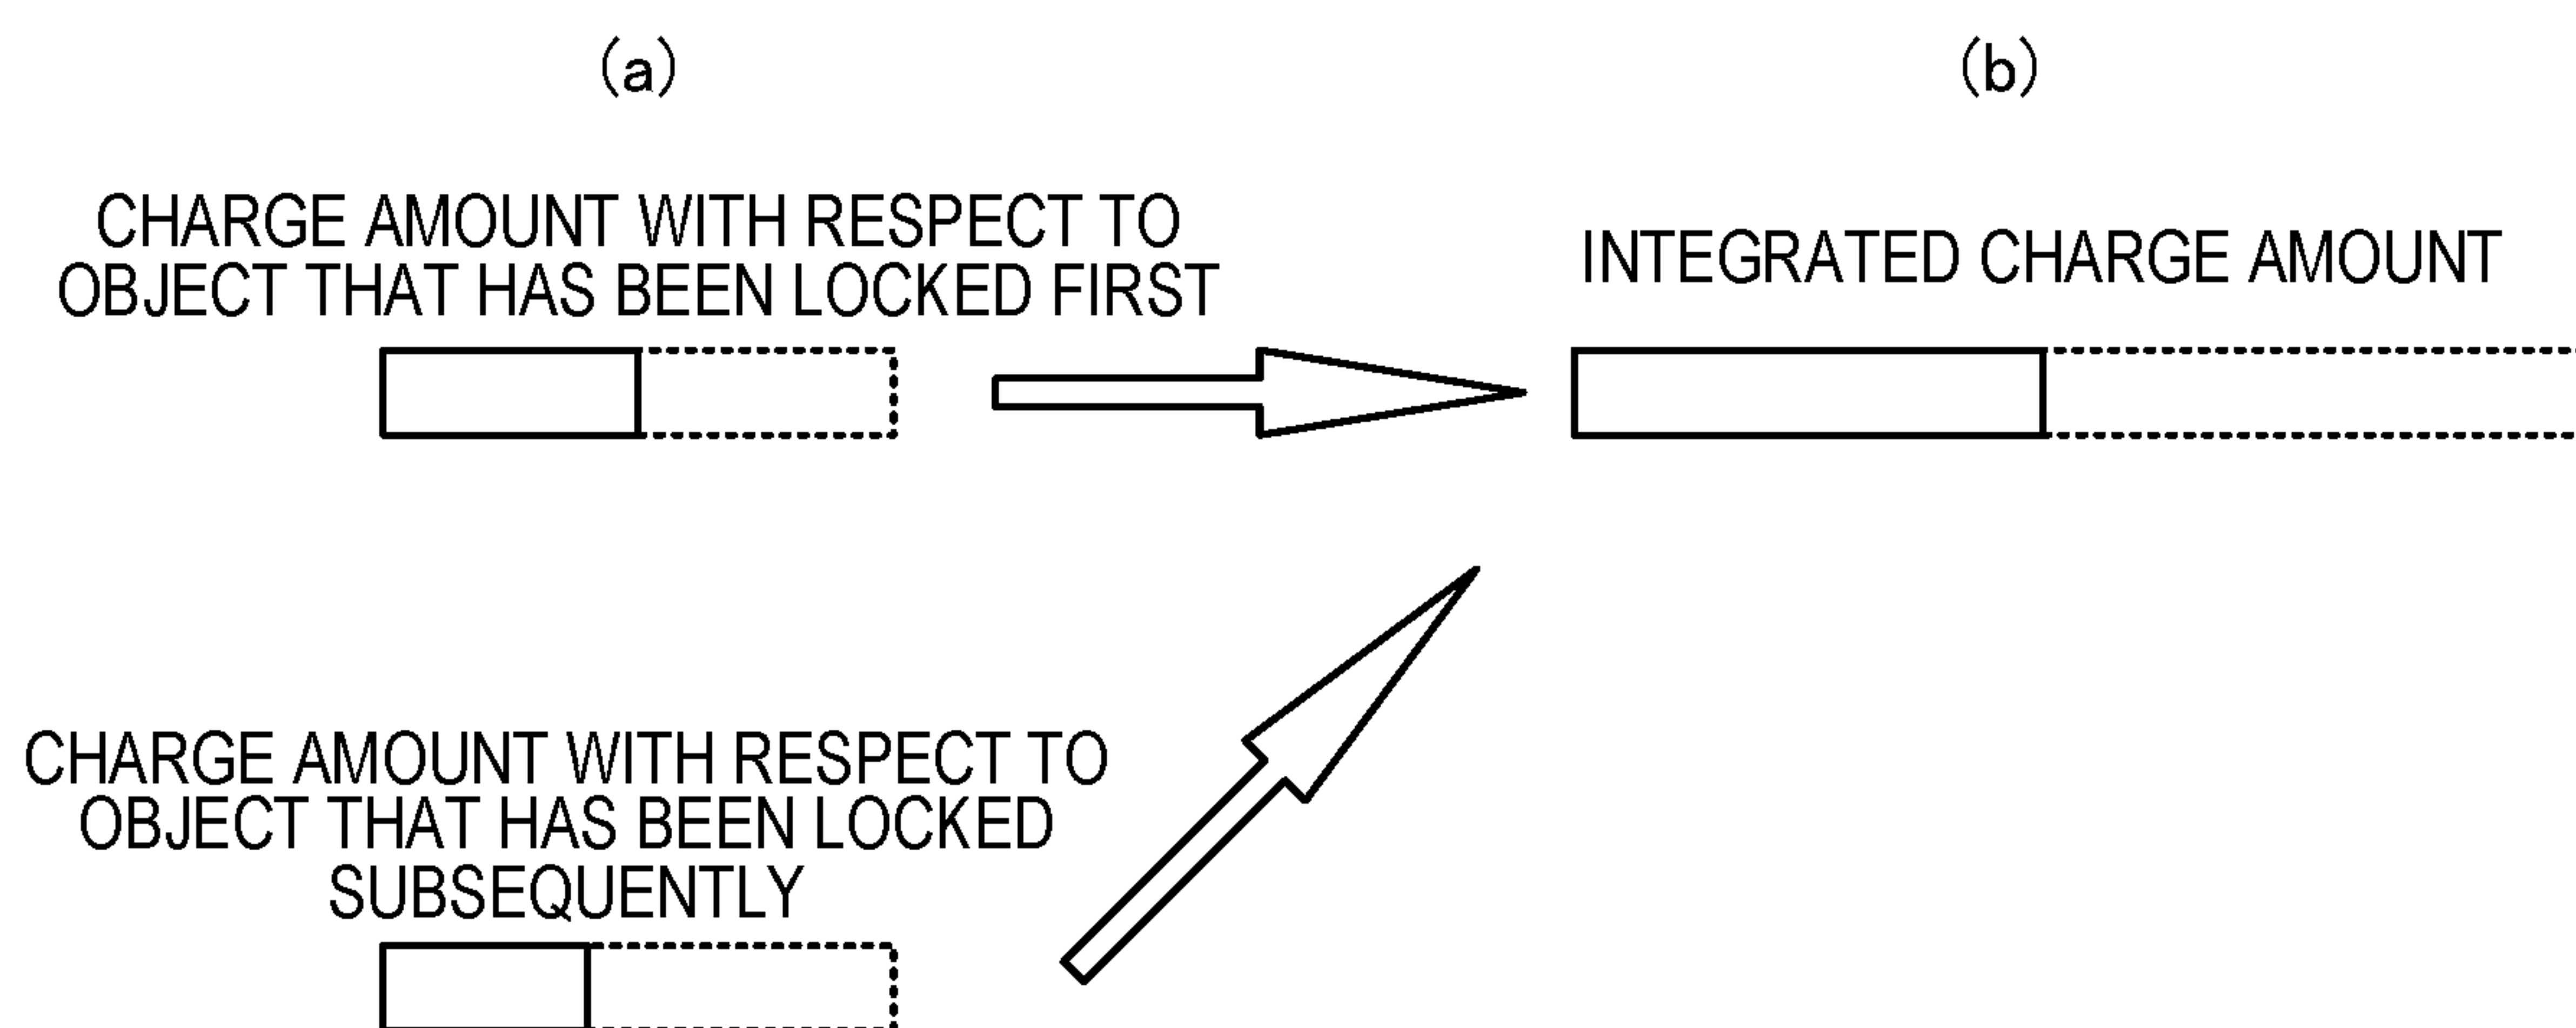 (a)
CHARGE AMOUNT WITH RESPECT TO
OBJECT THAT HAS BEEN LOCKED FIRST
CHARGE AMOUNT WITH RESPECT TO
OBJECT THAT HAS BEEN LOCKED
SUBSEQUENTLY
(b)
INTEGRATED CHARGE AMOUNT